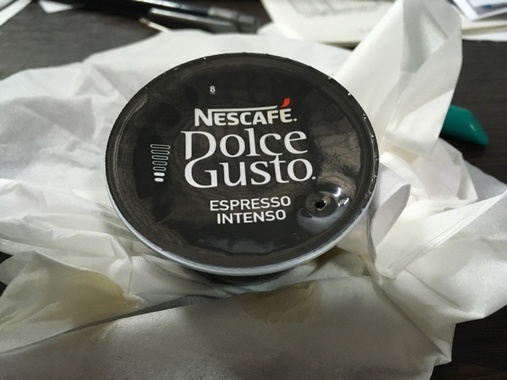 8
NESCAFÉ.
Dolce
Gusto.
ESPRESSO
INTENSO